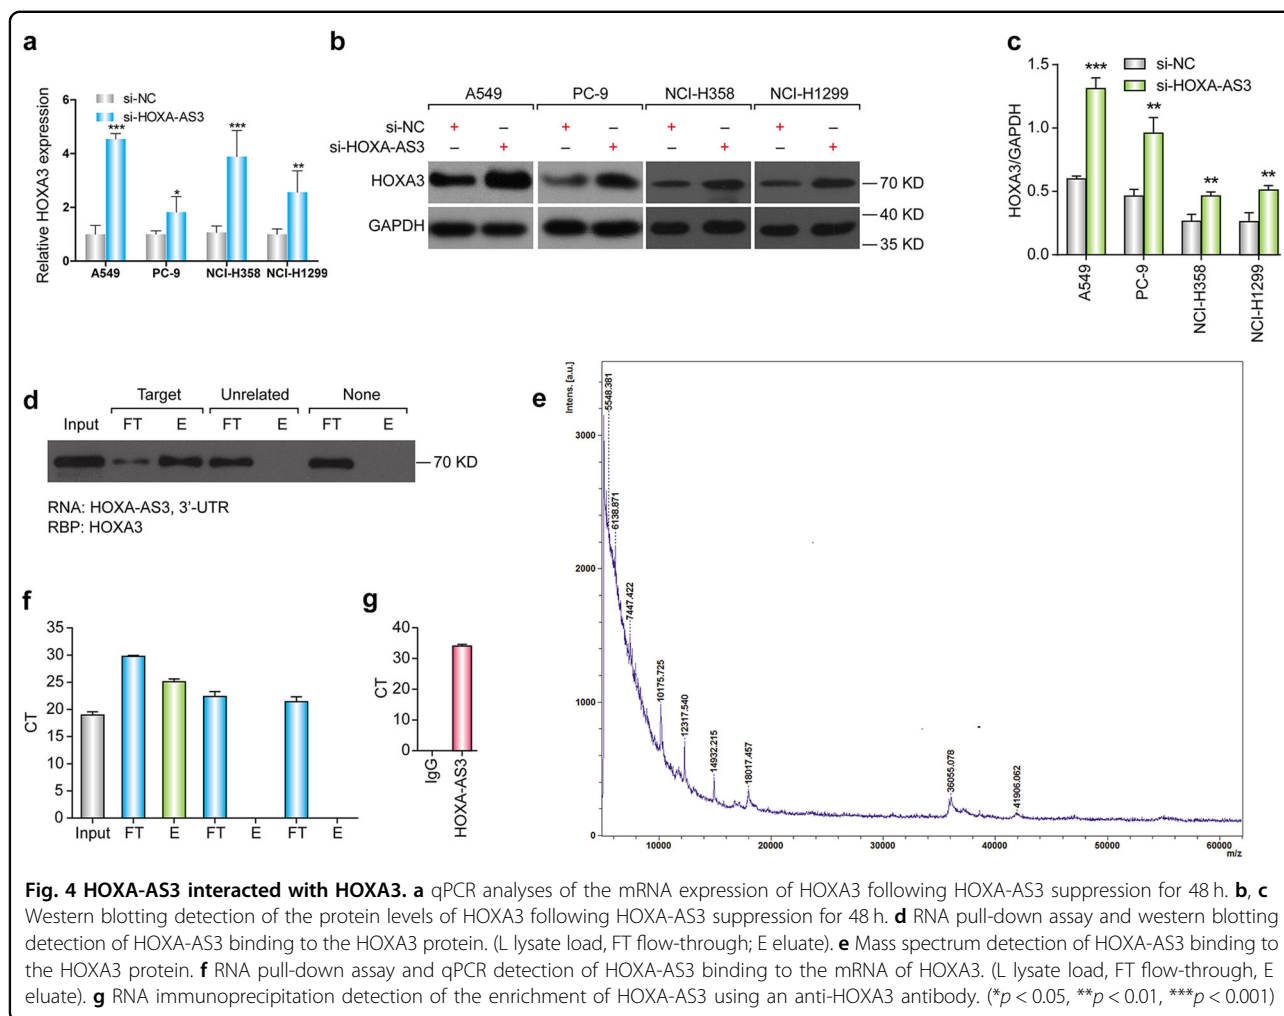 a
Relative HOXA3 expression
si-NC
si-HOXA-AS3
6
4
2
0
***
*
***
**
A549 PC-9 NCI-H358 NCI-H1299
b
A549 PC-9 NCI-H358 NCI-H1299
si-NC + – + – + – + –
si-HOXA-AS3 – + – + – + – +
HOXA3
—70 KD
GAPDH
—40 KD
—35 KD
c
HOXA3/GAPDH
si-NC
si-HOXA-AS3
1.5
1.0
0.5
0.0
***
**
**
**
A549 PC-9 NCI-H358 NCI-H1299
d
Target Unrelated None
Input FT E FT E FT E
—70 KD
RNA: HOXA-AS3, 3'-UTR
RBP: HOXA3
e
Intens. [a.u.]
3000
2000
1000
0
5548.381
6138.871
7447.422
10175.725
12317.540
14932.215
18017.457
36055.078
41906.062
10000 20000 30000 40000 50000 60000
m/z
f
CT
35
30
25
20
15
10
5
0
Input FT E FT E FT E
g
CT
40
30
20
10
0
IgG HOXA-AS3
Fig. 4 HOXA-AS3 interacted with HOXA3. a qPCR analyses of the mRNA expression of HOXA3 following HOXA-AS3 suppression for 48 h. b, c
Western blotting detection of the protein levels of HOXA3 following HOXA-AS3 suppression for 48 h. d RNA pull-down assay and western blotting
detection of HOXA-AS3 binding to the HOXA3 protein. (L lysate load, FT flow-through; E eluate). e Mass spectrum detection of HOXA-AS3 binding to
the HOXA3 protein. f RNA pull-down assay and qPCR detection of HOXA-AS3 binding to the mRNA of HOXA3. (L lysate load, FT flow-through, E
eluate). g RNA immunoprecipitation detection of the enrichment of HOXA-AS3 using an anti-HOXA3 antibody. (*p < 0.05, **p < 0.01, ***p < 0.001)